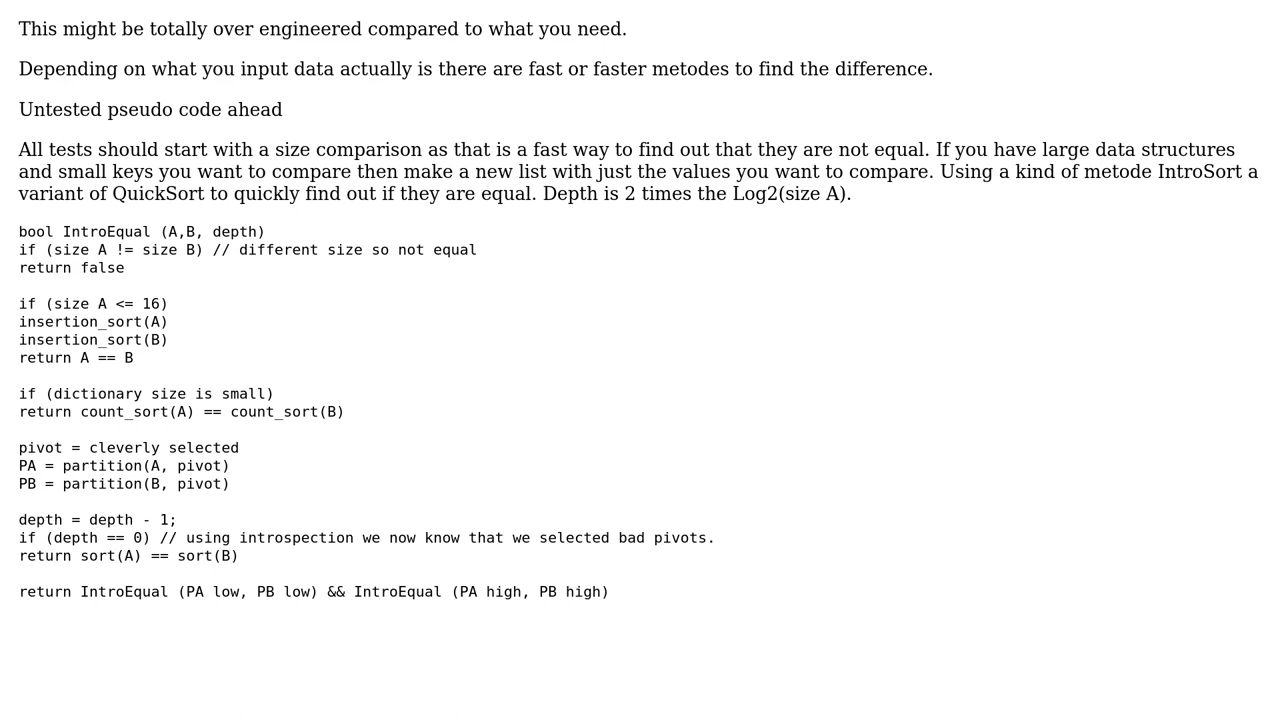 This might be totally over engineered compared to what you need.
Depending on what you input data actually is there are fast or faster metodes to find the difference.
Untested pseudo code ahead
All tests should start with a size comparison as that is a fast way to find out that they are not equal. If you have large data structures
and small keys you want to compare then make a new list with just the values you want to compare. Using a kind of metode IntroSort a
variant of QuickSort to quickly find out if they are equal. Depth is 2 times the Log2(size A).
bool IntroEqual (A,B, depth)
if (size A != size B) // different size so not equal
return false
if (size A <= 16)
insertion_sort(A)
insertion_sort(B)
return A == B
if (dictionary size is small)
return count_sort(A) == count_sort(B)
pivot = cleverly selected
PA = partition(A, pivot)
PB = partition(B, pivot)
depth = depth - 1;
if (depth == 0) // using introspection we now know that we selected bad pivots.
return sort(A) == sort(B)
return IntroEqual (PA low, PB low) && IntroEqual (PA high, PB high)